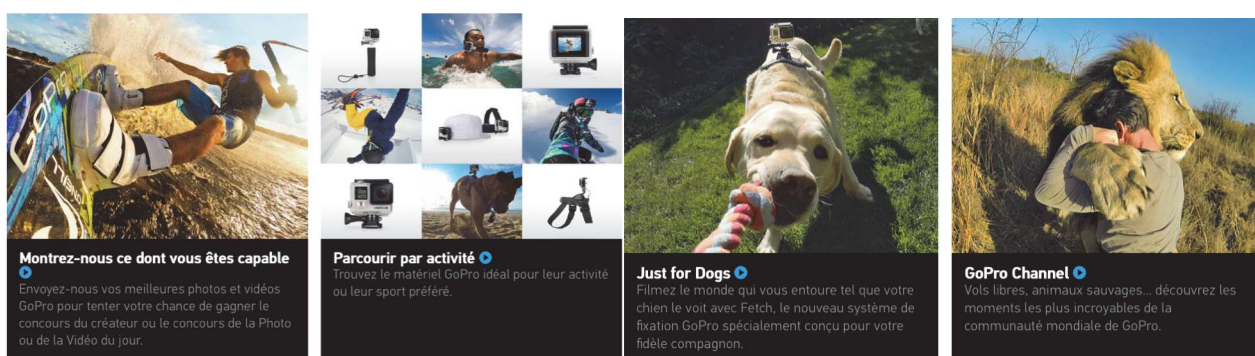 GoPro
Montrez-nous ce dont vous êtes capable
Envoyez-nous vos meilleures photos et vidéos
GoPro pour tenter votre chance de gagner le
concours du créateur ou le concours de la Photo
ou de la Vidéo du jour.
Parcourir par activité
Trouvez le matériel GoPro idéal pour leur activité
ou leur sport préféré.
Just for Dogs
Filmez le monde qui vous entoure tel que votre
chien le voit avec Fetch, le nouveau système de
fixation GoPro spécialement conçu pour votre
fidèle compagnon.
GoPro Channel
Vols libres, animaux sauvages... découvrez les
moments les plus incroyables de la
communauté mondiale de GoPro.